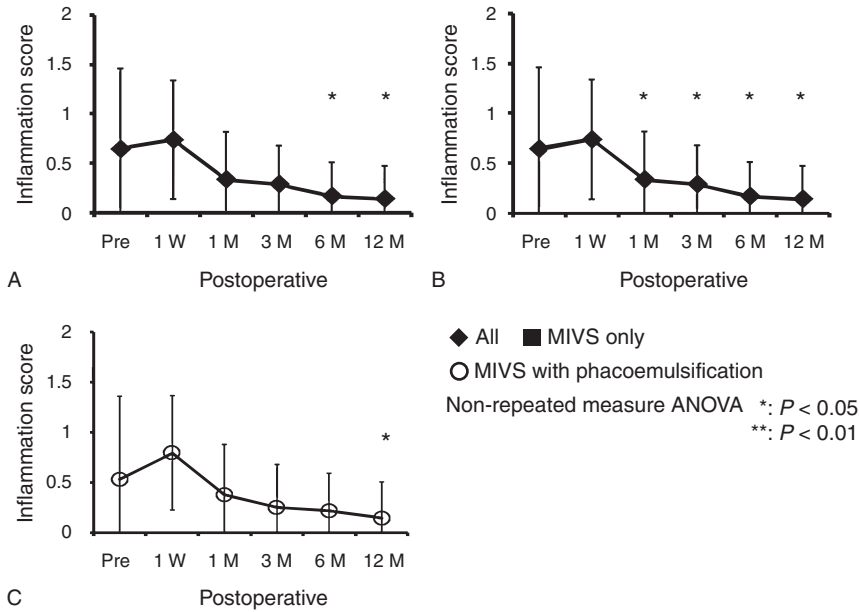 2
1.5
1
0.5
0
Inflammation score
* *
Pre 1 W 1 M 3 M 6 M 12 M
Postoperative
A
2
1.5
1
0.5
0
Inflammation score
* * * *
Pre 1 W 1 M 3 M 6 M 12 M
Postoperative
B
2
1.5
1
0.5
0
Inflammation score
*
Pre 1 W 1 M 3 M 6 M 12 M
Postoperative
C
All MIVS only
MIVS with phacoemulsification
Non-repeated measure ANOVA *: P < 0.05
**: P < 0.01